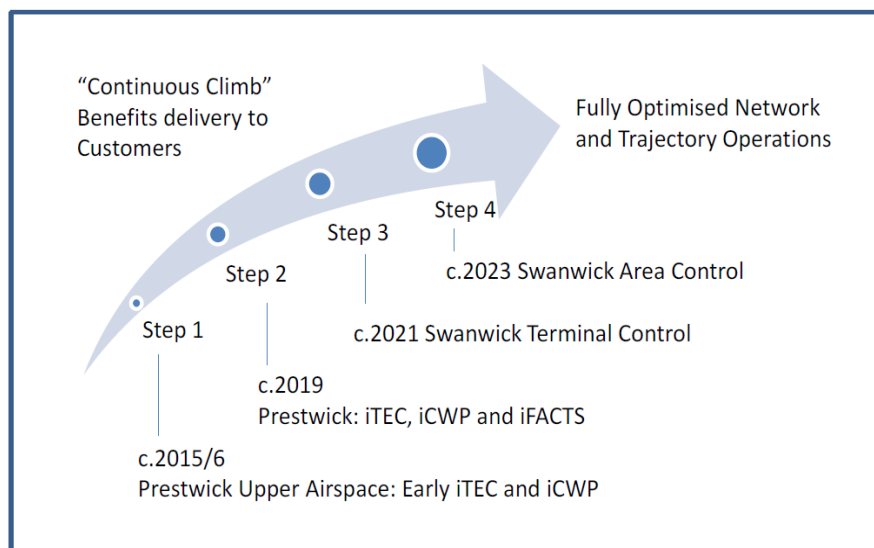 “Continuous Climb”
Benefits delivery to
Customers
Fully Optimised Network
and Trajectory Operations
Step 4
c.2023 Swanwick Area Control
Step 3
c.2021 Swanwick Terminal Control
Step 2
c.2019
Prestwick: iTEC, iCWP and iFACTS
Step 1
c.2015/6
Prestwick Upper Airspace: Early iTEC and iCWP